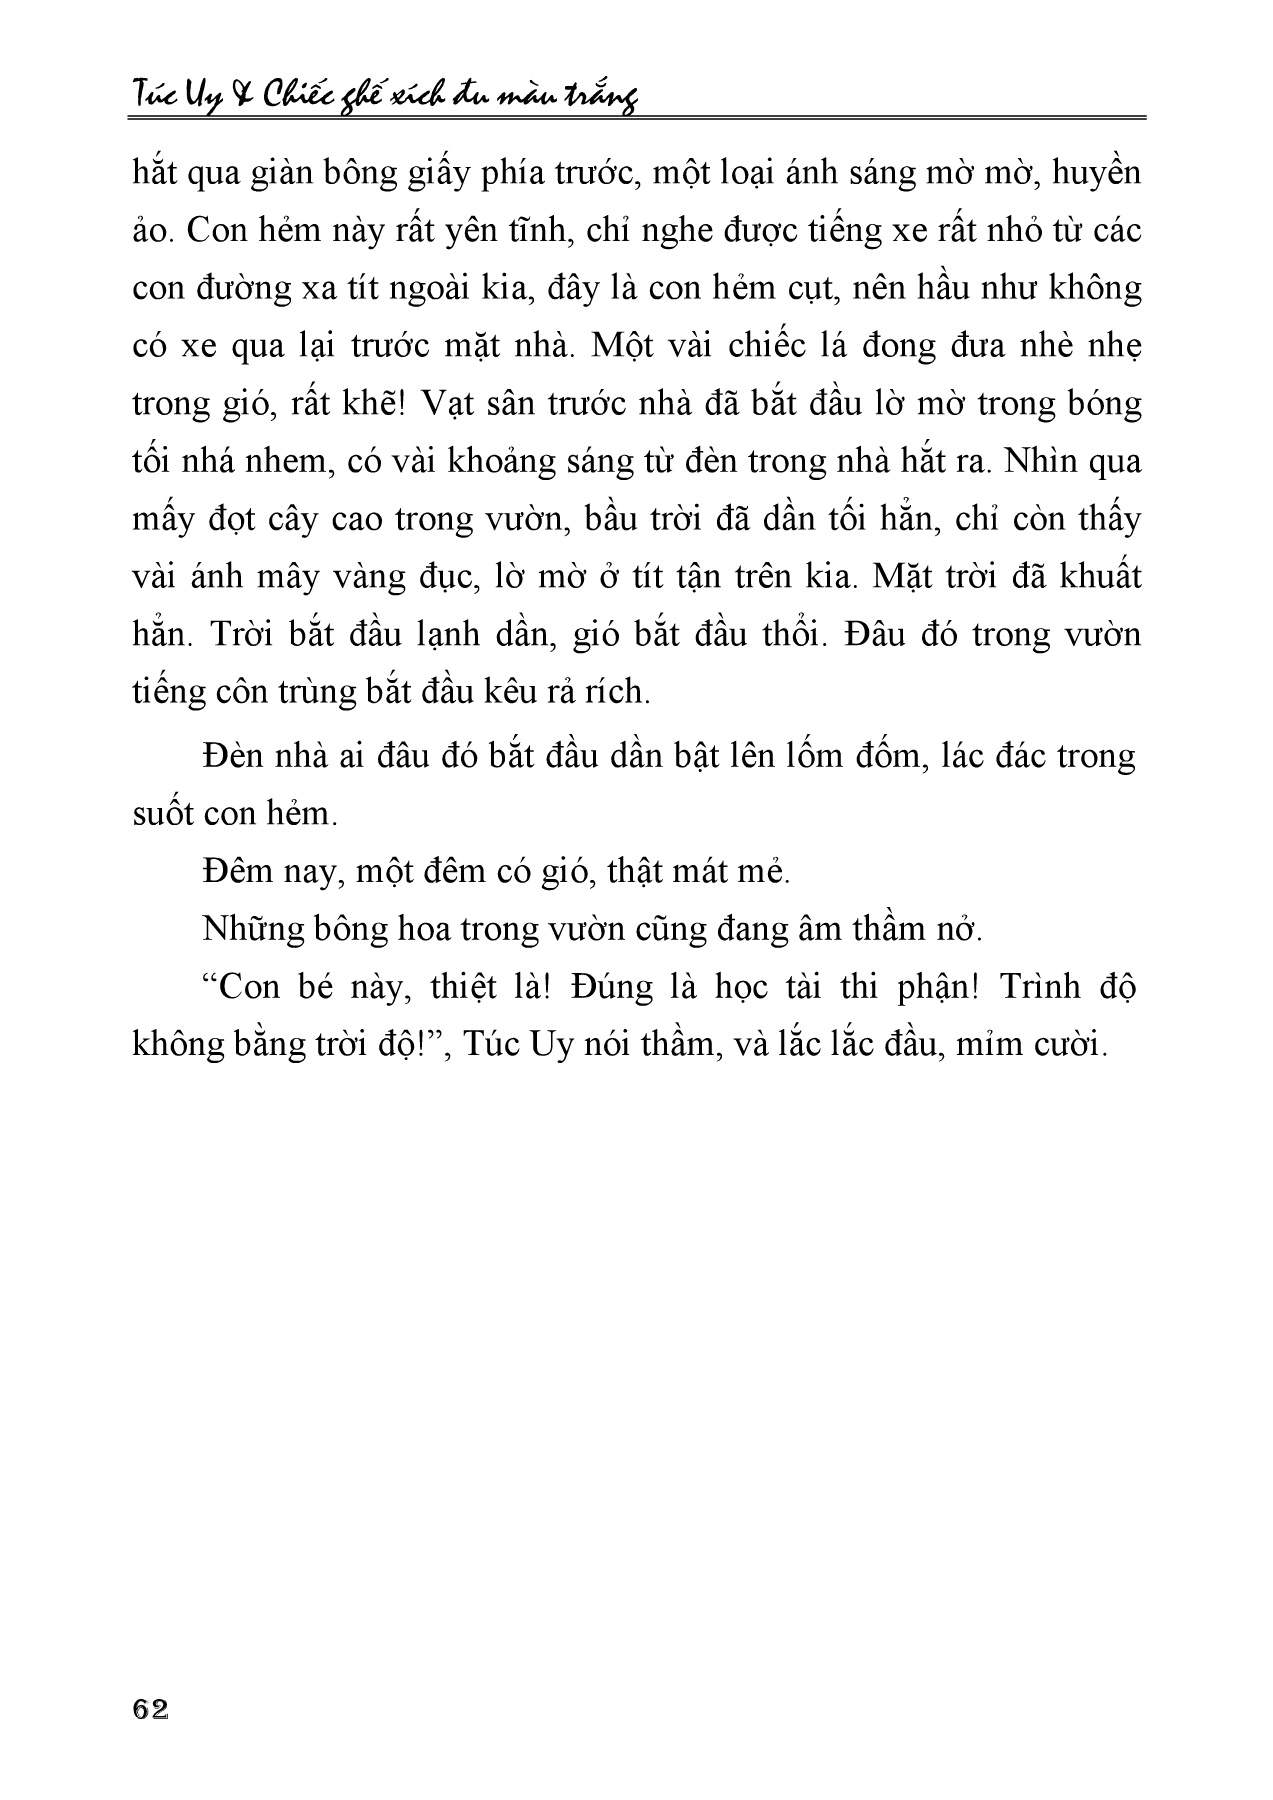 Túc Uy & Chiếc ghế xích đu màu trắng
hắt qua giàn bông giấy phía trước, một loại ánh sáng mờ mờ, huyền
ảo. Con hẻm này rất yên tĩnh, chỉ nghe được tiếng xe rất nhỏ từ các
con đường xa tít ngoài kia, đây là con hẻm cụt, nên hầu như không
có xe qua lại trước mặt nhà. Một vài chiếc lá đong đưa nhè nhẹ
trong gió, rất khẽ! Vạt sân trước nhà đã bắt đầu lờ mờ trong bóng
tối nhá nhem, có vài khoảng sáng từ đèn trong nhà hắt ra. Nhìn qua
mấy đọt cây cao trong vườn, bầu trời đã dần tối hẳn, chỉ còn thấy
vài ánh mây vàng đục, lờ mờ ở tít tận trên kia. Mặt trời đã khuất
hẳn. Trời bắt đầu lạnh dần, gió bắt đầu thổi. Đâu đó trong vườn
tiếng côn trùng bắt đầu kêu rả rích.
Đèn nhà ai đâu đó bắt đầu dần bật lên lốm đốm, lác đác trong
suốt con hẻm.
Đêm nay, một đêm có gió, thật mát mẻ.
Những bông hoa trong vườn cũng đang âm thầm nở.
“Con bé này, thiệt là! Đúng là học tài thi phận! Trình độ
không bằng trời độ!”, Túc Uy nói thầm, và lắc lắc đầu, mỉm cười.
62